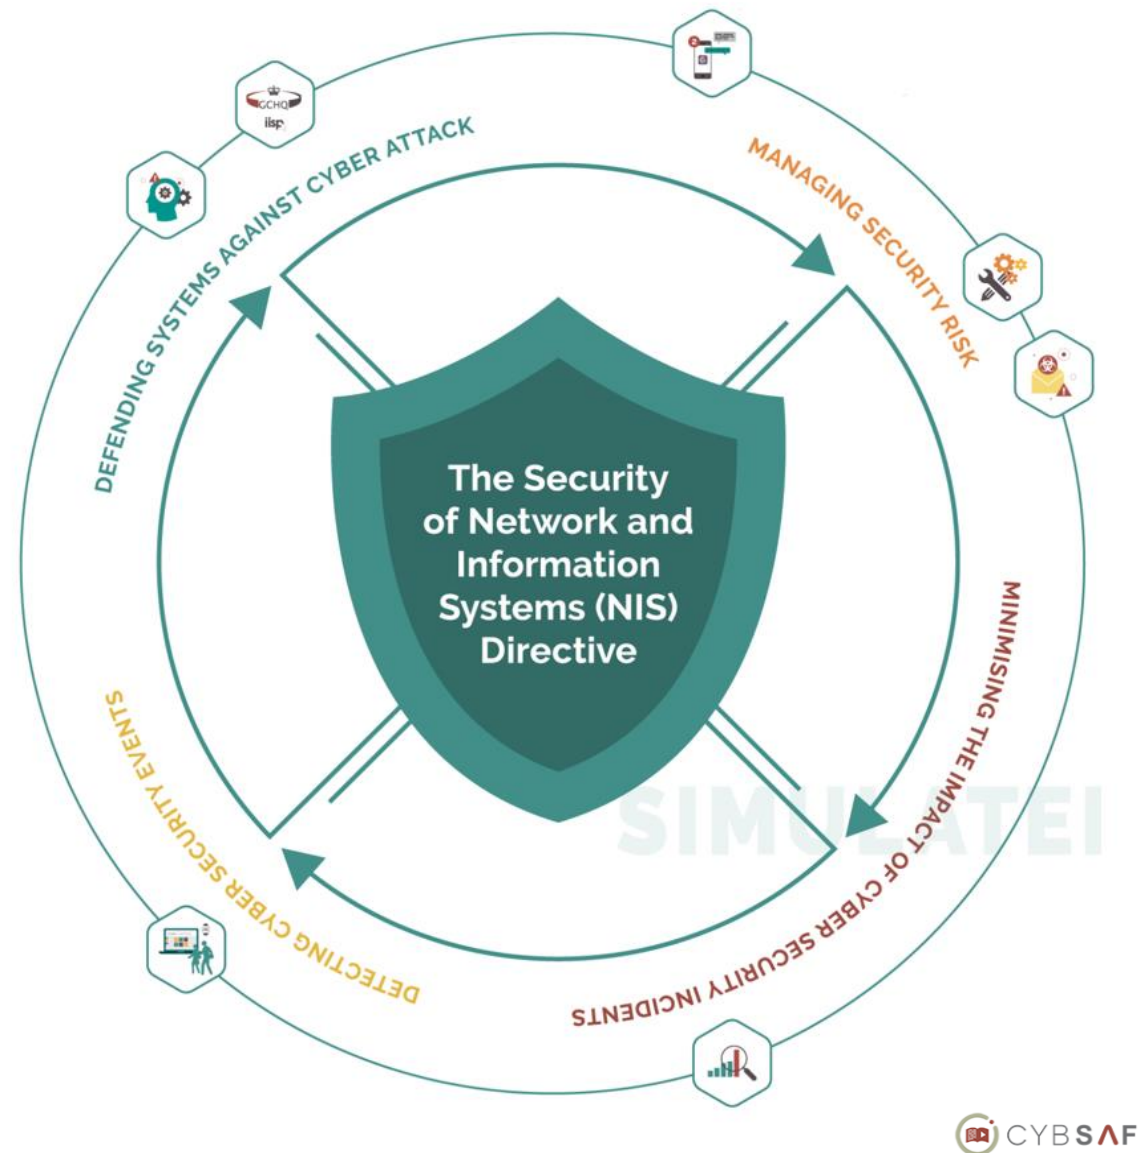 GCHQ
iisp
2
DEFENDING SYSTEMS AGAINST CYBER ATTACK
MANAGING SECURITY RISK
The Security
of Network and
Information
Systems (NIS)
Directive
MINIMISING THE IMPACT OF CYBER SECURITY INCIDENTS
DETECTING CYBER SECURITY EVENTS
SIMULATEI
CYBSAF